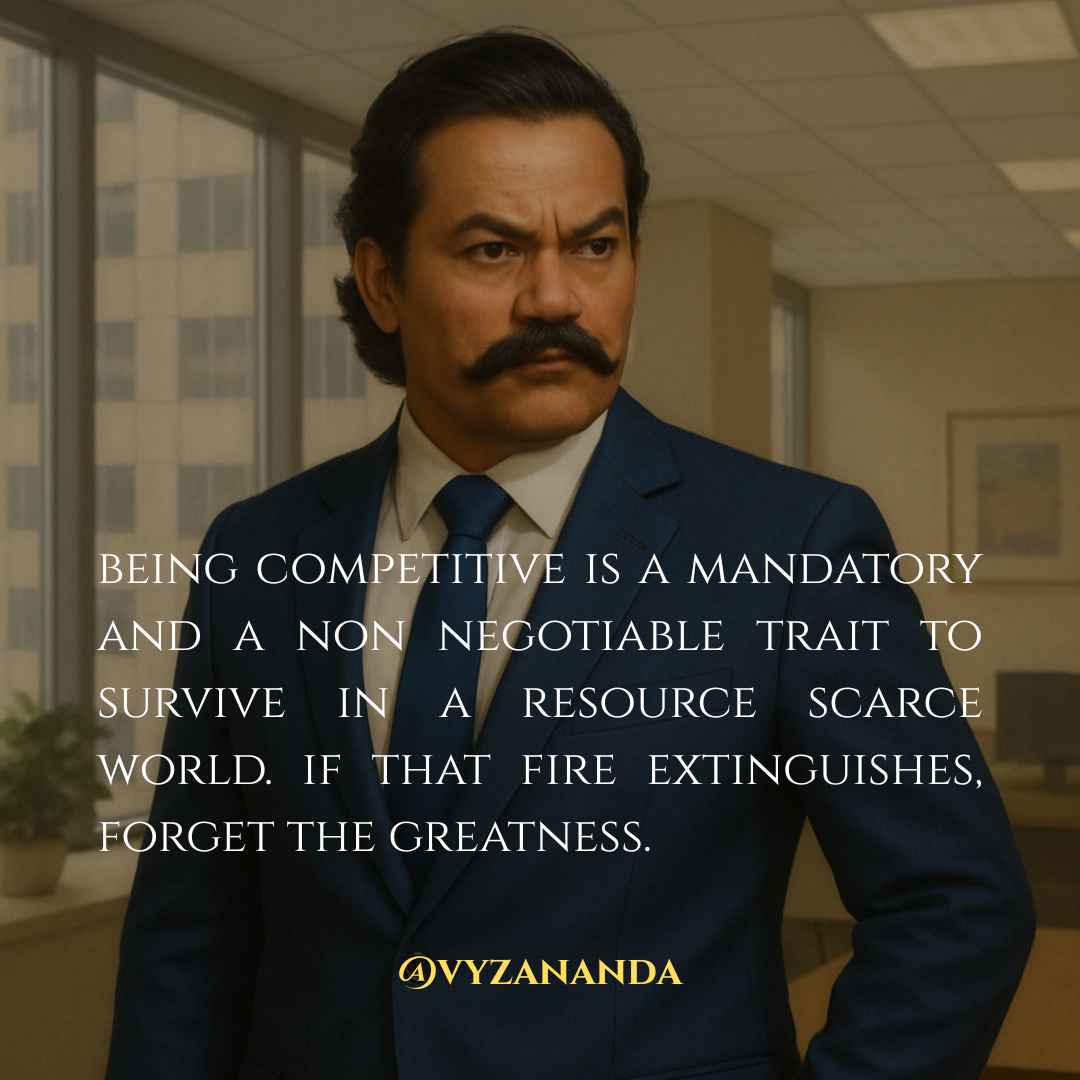 BEING COMPETITIVE IS A MANDATORY
AND A NON NEGOTIABLE TRAIT TO
SURVIVE IN A RESOURCE SCARCE
WORLD. IF THAT FIRE EXTINGUISHES,
FORGET THE GREATNESS.
@VYZANANDA